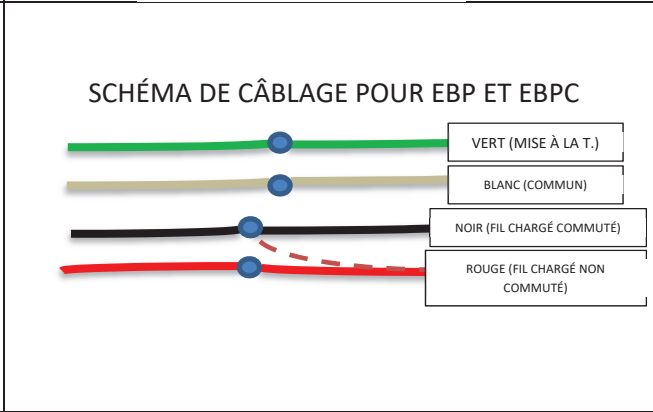 SCHÉMA DE CÂBLAGE POUR EBP ET EBPC
VERT (MISE À LA T.)
BLANC (COMMUN)
NOIR (FIL CHARGÉ COMMUTÉ)
ROUGE (FIL CHARGÉ NON
COMMUTÉ)